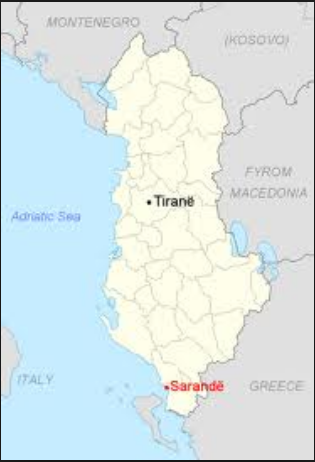 MONTENEGRO
(KOSOVO)
FYROM
MACEDONIA
Tiranë
Adriatic Sea
ITALY
Sarandë
GREECE